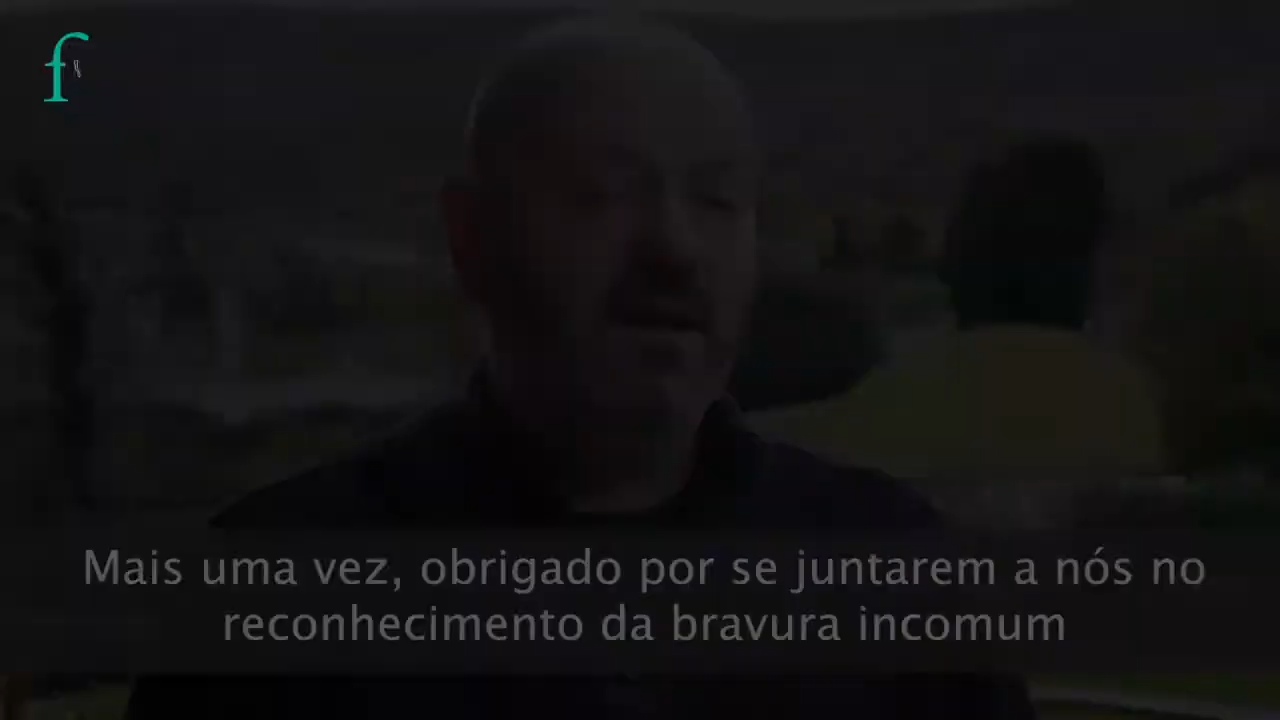 f
Mais uma vez, obrigado por se juntarem a nós no
reconhecimento da bravura incomum